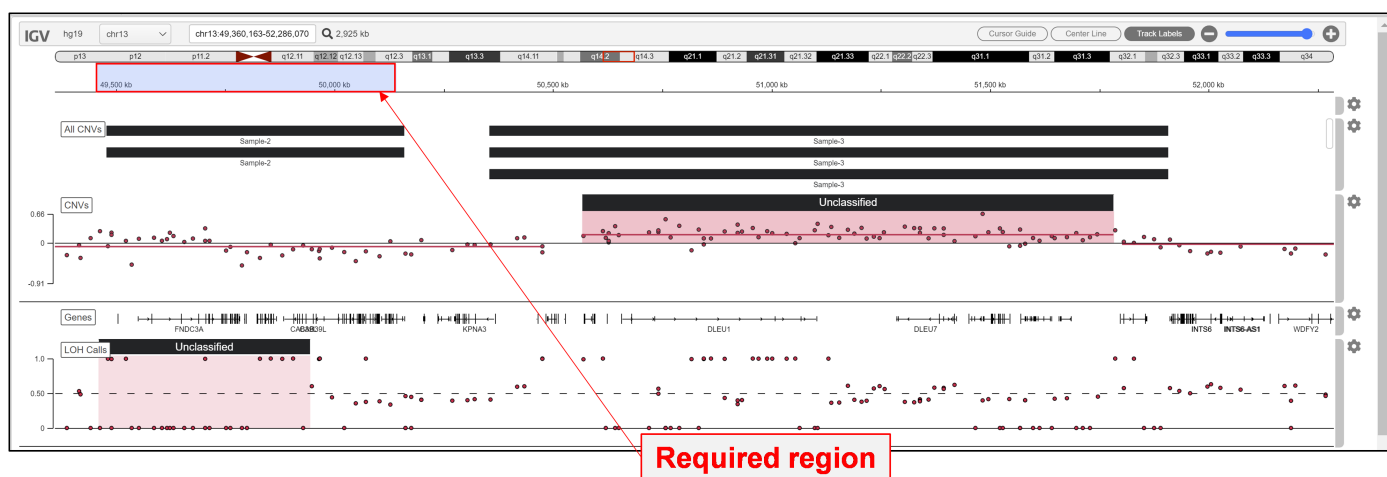 IGV hg19 chr13 chr13:49,360,163-52,286,070 2,925 kb Cursor Guide Center Line Track Labels
p13 p12 p11.2 q12.11 q12.12 q12.13 q12.3 q13.1 q13.3 q14.11 q14.2 q14.3 q21.1 q21.2 q21.31 q21.32 q21.33 q22.1 q22.2 q22.3 q31.1 q31.2 q31.3 q32.1 q32.3 q33.1 q33.2 q33.3 q34
49,500 kb 50,000 kb 50,500 kb 51,000 kb 51,500 kb 52,000 kb
All CNVs
Sample-2 Sample-3
Sample-2 Sample-3
Sample-3
CNVs Unclassified
0.66
0
-0.91
Genes
FNDC3A KPNA3 DLEU1 DLEU7 INTS6 INTS6-AS1 WDFY2
LOH Calls Unclassified
1.0
0.50
0
Required region